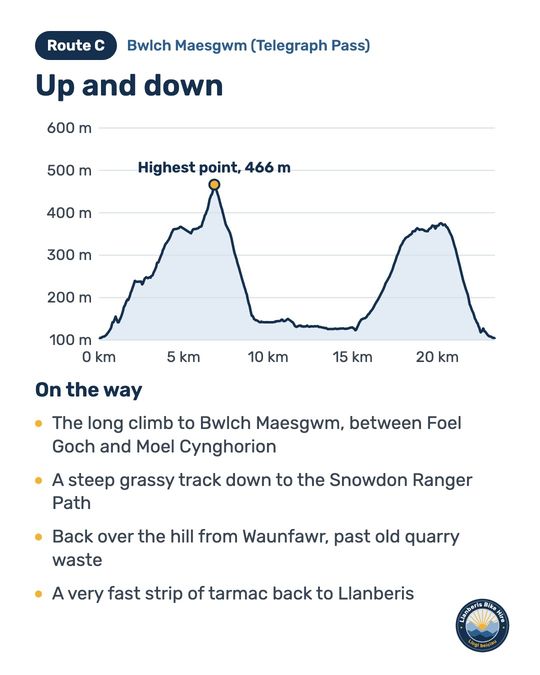 Route C Bwlch Maesgwm (Telegraph Pass)
Up and down
600 m
500 m
Highest point, 466 m
400 m
300 m
200 m
100 m
0 km 5 km 10 km 15 km 20 km
On the way
The long climb to Bwlch Maesgwm, between Foel
Goch and Moel Cynghorion
A steep grassy track down to the Snowdon Ranger
Path
Back over the hill from Waunfawr, past old quarry
waste
A very fast strip of tarmac back to Llanberis
Llanberis Bike Hire
Llogi Beiciau